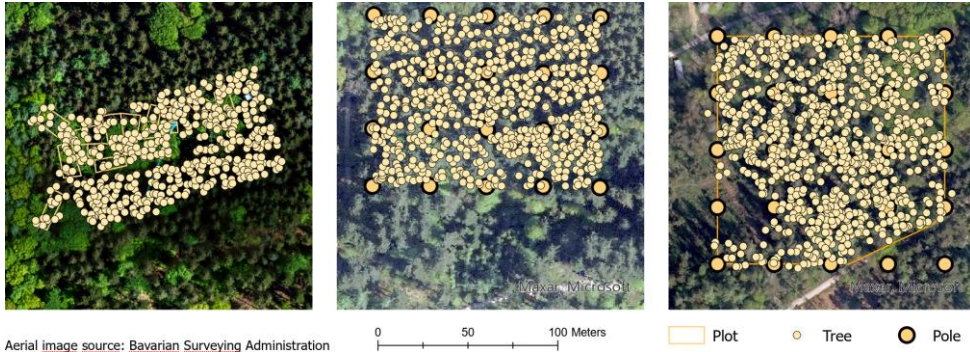 Maxar, Microsoft
Maxar, Microsoft
Aerial image source: Bavarian Surveying Administration
0 50 100 Meters
Plot Tree Pole